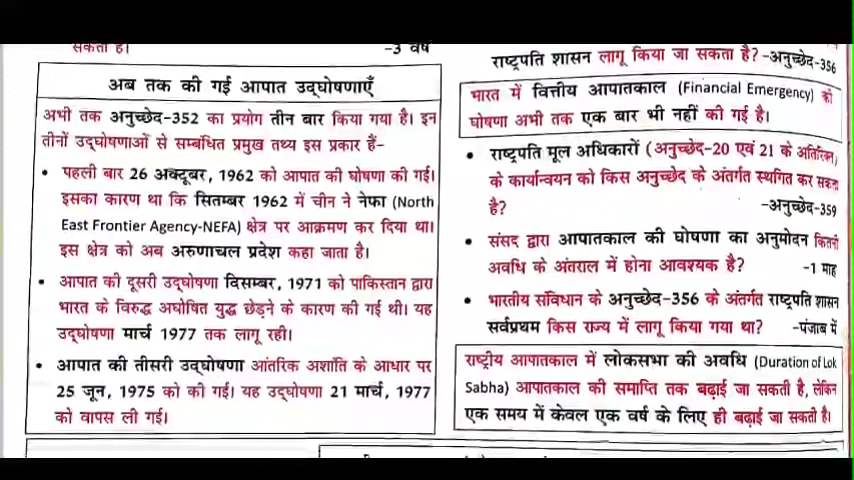 सकता है। -3 वर्ष
अब तक की गई आपात उद्घोषणाएँ
अभी तक अनुच्छेद-352 का प्रयोग तीन बार किया गया है। इन
तीनों उद्घोषणाओं से सम्बंधित प्रमुख तथ्य इस प्रकार हैं-
• पहली बार 26 अक्टूबर, 1962 को आपात की घोषणा की गई।
इसका कारण था कि सितम्बर 1962 में चीन ने नेफा (North
East Frontier Agency-NEFA) क्षेत्र पर आक्रमण कर दिया था।
इस क्षेत्र को अब अरुणाचल प्रदेश कहा जाता है।
• आपात की दूसरी उद्घोषणा दिसम्बर, 1971 को पाकिस्तान द्वारा
भारत के विरुद्ध अघोषित युद्ध छेड़ने के कारण की गई थी। यह
उद्घोषणा मार्च 1977 तक लागू रही।
• आपात की तीसरी उद्घोषणा आंतरिक अशांति के आधार पर
25 जून, 1975 को की गई। यह उद्घोषणा 21 मार्च, 1977
को वापस ली गई।
राष्ट्रपति शासन लागू किया जा सकता है? -अनुच्छेद-356
भारत में वित्तीय आपातकाल (Financial Emergency) की
घोषणा अभी तक एक बार भी नहीं की गई है।
• राष्ट्रपति मूल अधिकारों (अनुच्छेद-20 एवं 21 के अतिरिक्त)
के कार्यान्वयन को किस अनुच्छेद के अंतर्गत स्थगित कर सकता
है? -अनुच्छेद-359
• संसद द्वारा आपातकाल की घोषणा का अनुमोदन कितनी
अवधि के अंतराल में होना आवश्यक है? -1 माह
• भारतीय संविधान के अनुच्छेद-356 के अंतर्गत राष्ट्रपति शासन
सर्वप्रथम किस राज्य में लागू किया गया था? -पंजाब में
राष्ट्रीय आपातकाल में लोकसभा की अवधि (Duration of Lok
Sabha) आपातकाल की समाप्ति तक बढ़ाई जा सकती है, लेकिन
एक समय में केवल एक वर्ष के लिए ही बढ़ाई जा सकती है।